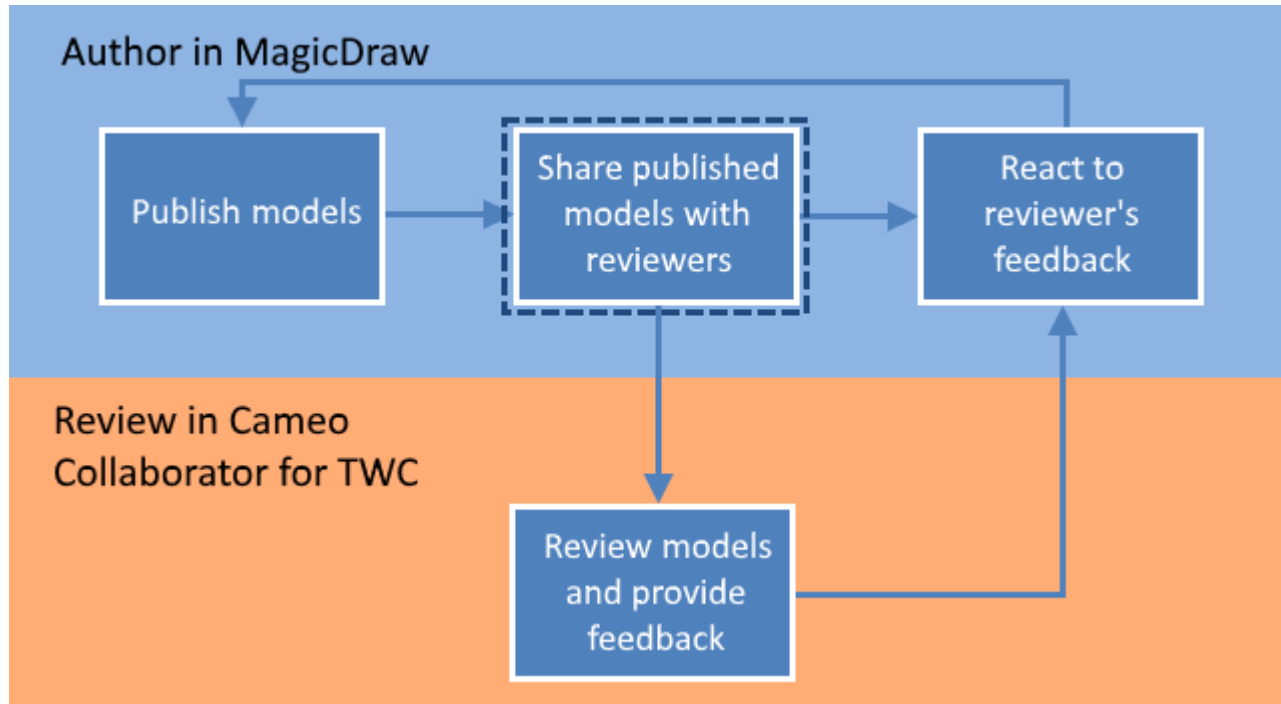 Author in MagicDraw
Publish models
Share published
models with
reviewers
React to
reviewer's
feedback
Review in Cameo
Collaborator for TWC
Review models
and provide
feedback